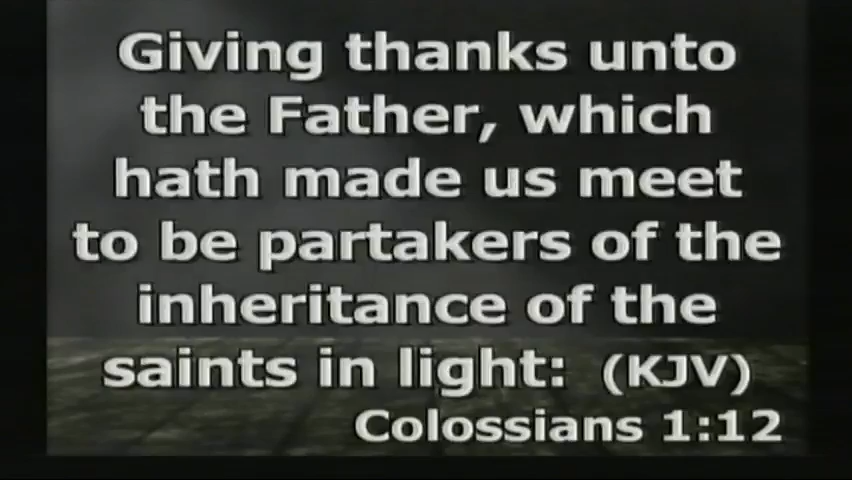 Giving thanks unto
the Father, which
hath made us meet
to be partakers of the
inheritance of the
saints in light: (KJV)
Colossians 1:12